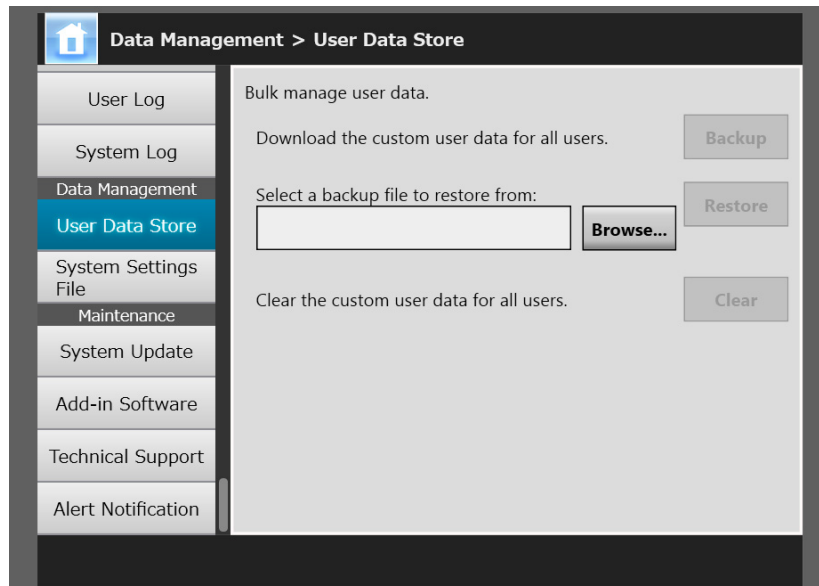 Data Management > User Data Store
User Log
System Log
Data Management
User Data Store
System Settings
File
Maintenance
System Update
Add-in Software
Technical Support
Alert Notification
Bulk manage user data.
Download the custom user data for all users.
Backup
Select a backup file to restore from:
Restore
Browse...
Clear the custom user data for all users.
Clear